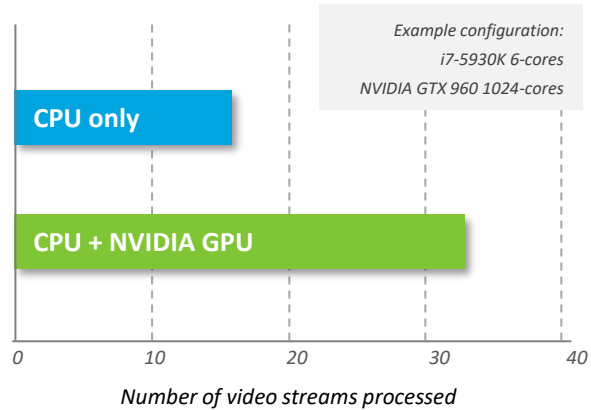 Example configuration:
i7-5930K 6-cores
NVIDIA GTX 960 1024-cores
CPU only
CPU + NVIDIA GPU
0 10 20 30 40
Number of video streams processed